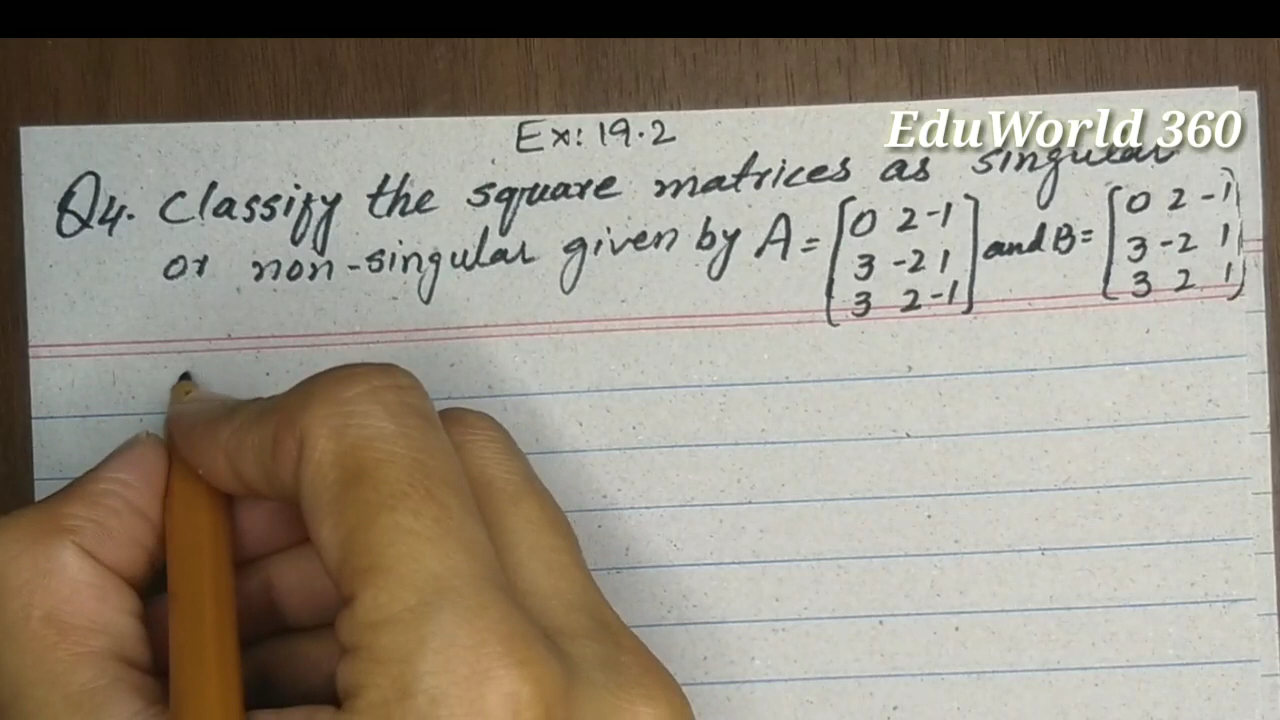 EduWorld 360
Ex: 19.2
Q4. Classify the square matrices as singular
or non-singular given by A = [0 2 -1 and B = [0 2 -1
3 -2 1 3 -2 1
3 2 -1] 3 2 1]